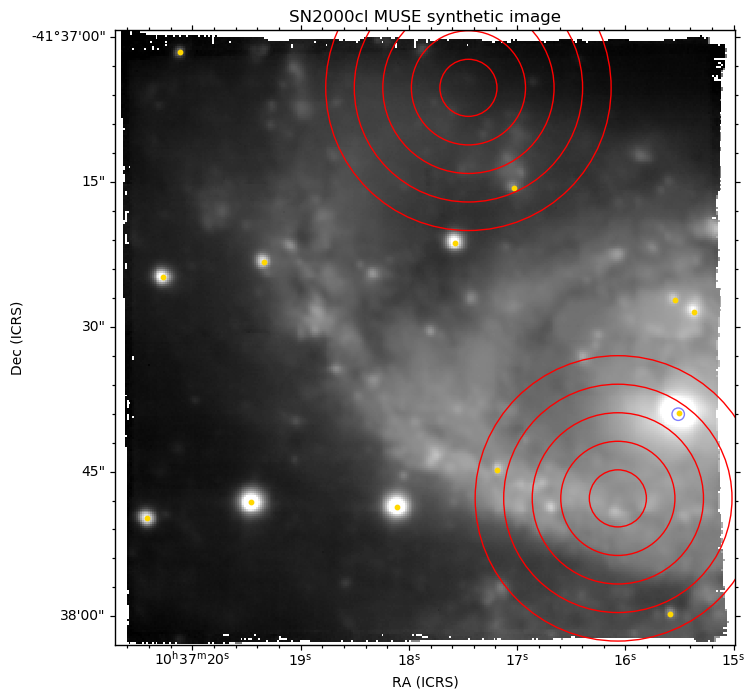 SN2000cl MUSE synthetic image
-41°37'00"
15"
30"
45"
38'00"
Dec (ICRS)
10ʰ37ᵐ20ˢ 19ˢ 18ˢ 17ˢ 16ˢ 15ˢ
RA (ICRS)